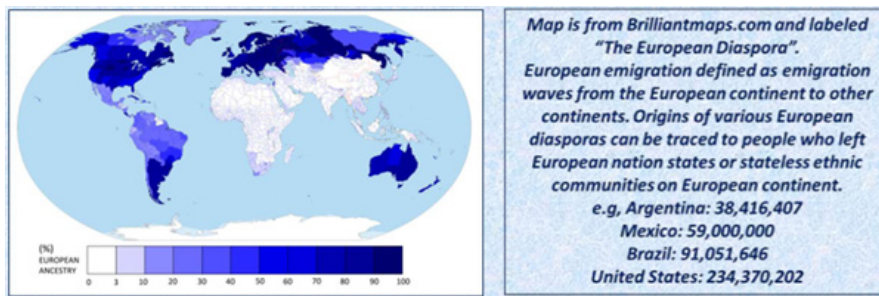 (%)
EUROPEAN
ANCESTRY
0 3 10 20 30 40 50 60 70 80 90 100
Map is from Brilliantmaps.com and labeled
“The European Diaspora”.
European emigration defined as emigration
waves from the European continent to other
continents. Origins of various European
diasporas can be traced to people who left
European nation states or stateless ethnic
communities on European continent.
e.g, Argentina: 38,416,407
Mexico: 59,000,000
Brazil: 91,051,646
United States: 234,370,202